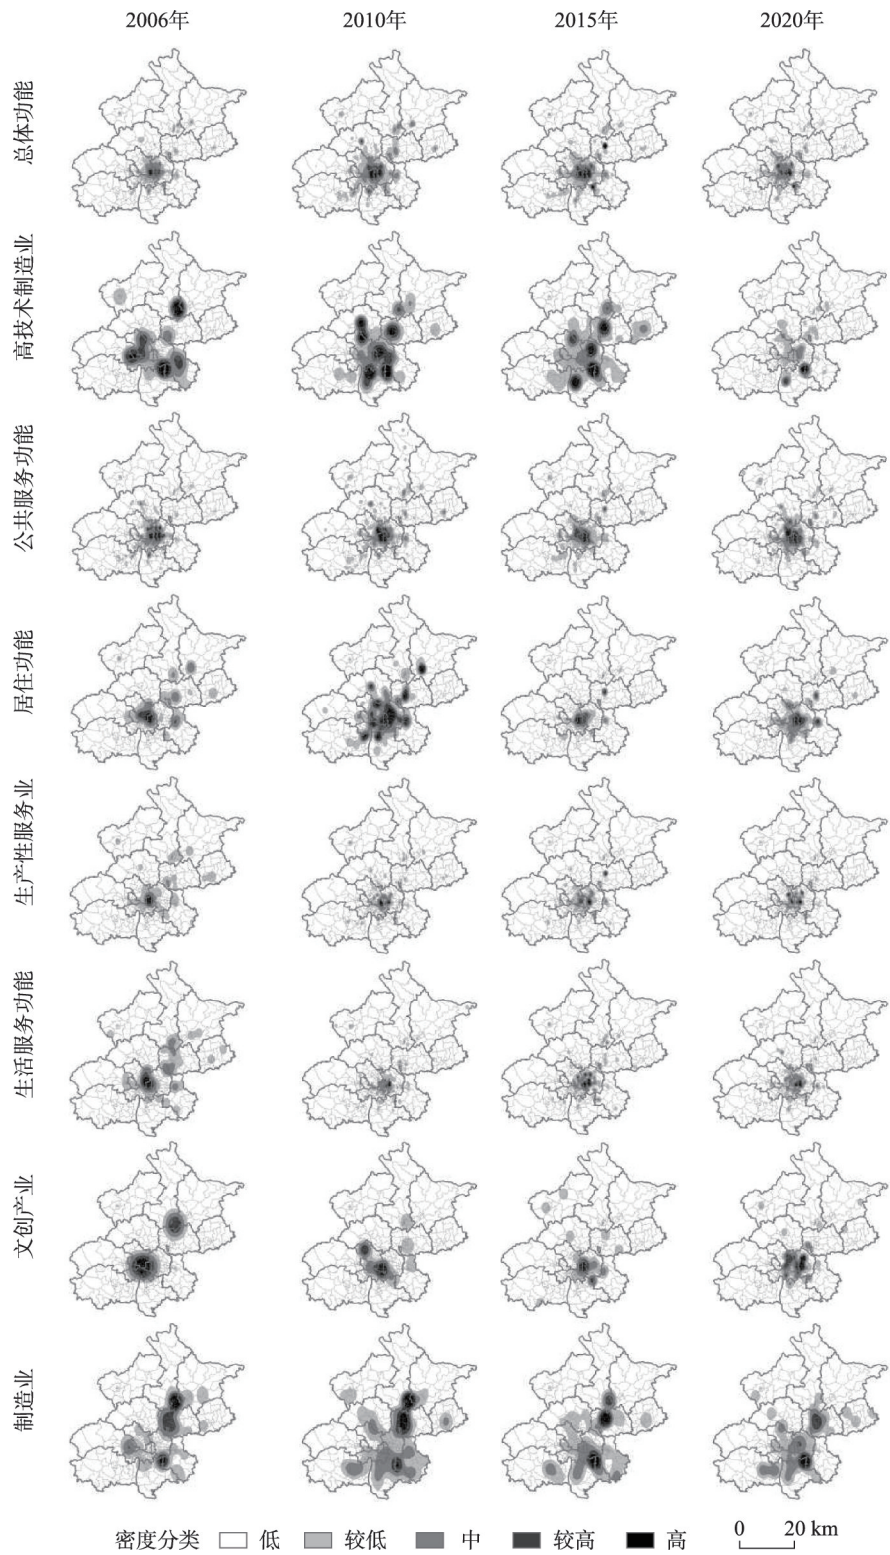 2006年 2010年 2015年 2020年
总体功能
高技术制造业
公共服务功能
居住功能
生产性服务业
生活服务功能
文创产业
制造业
密度分类 低 较低 中 较高 高 0 20 km